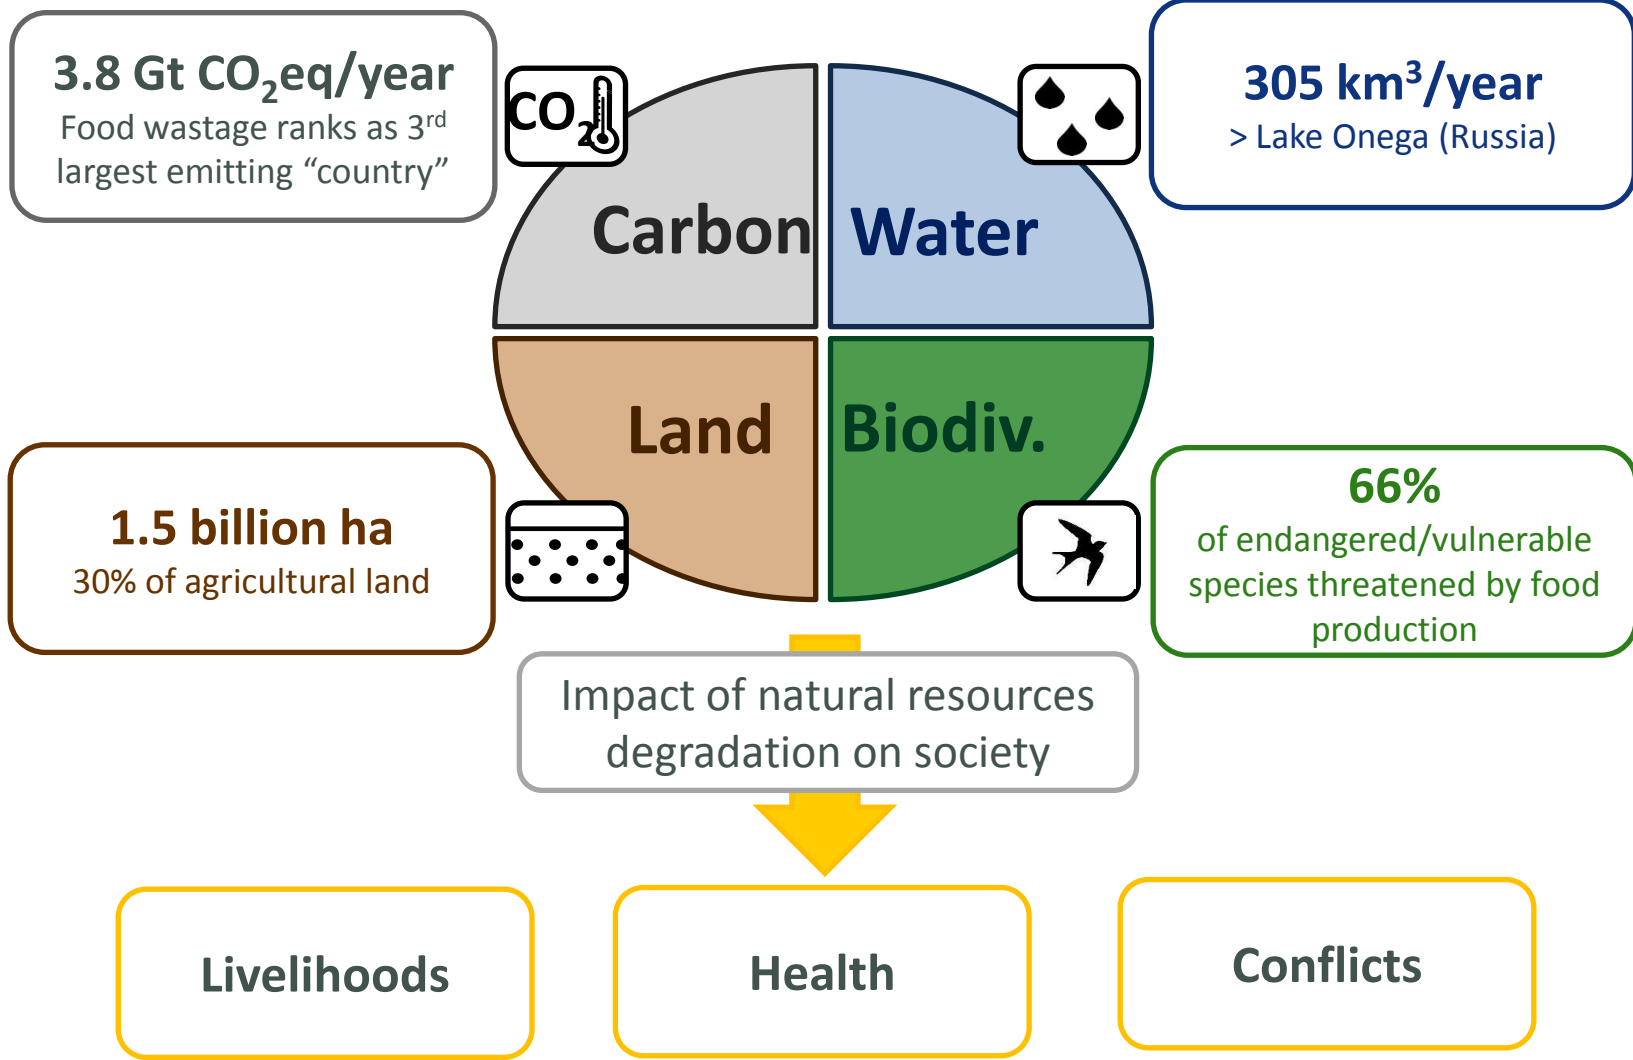 3.8 Gt CO₂eq/year
Food wastage ranks as 3rd
largest emitting “country”
CO₂
305 km³/year
> Lake Onega (Russia)
Carbon
Water
Land
Biodiv.
1.5 billion ha
30% of agricultural land
66%
of endangered/vulnerable
species threatened by food
production
Impact of natural resources
degradation on society
Livelihoods
Health
Conflicts